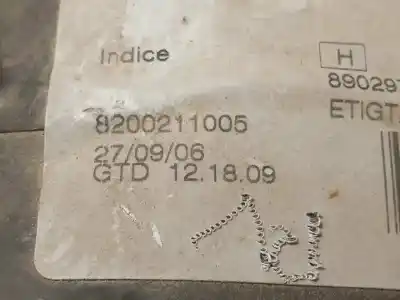 Indice H
89029
8200211005 ETIGT
27/09/06
GTD 12.18.09